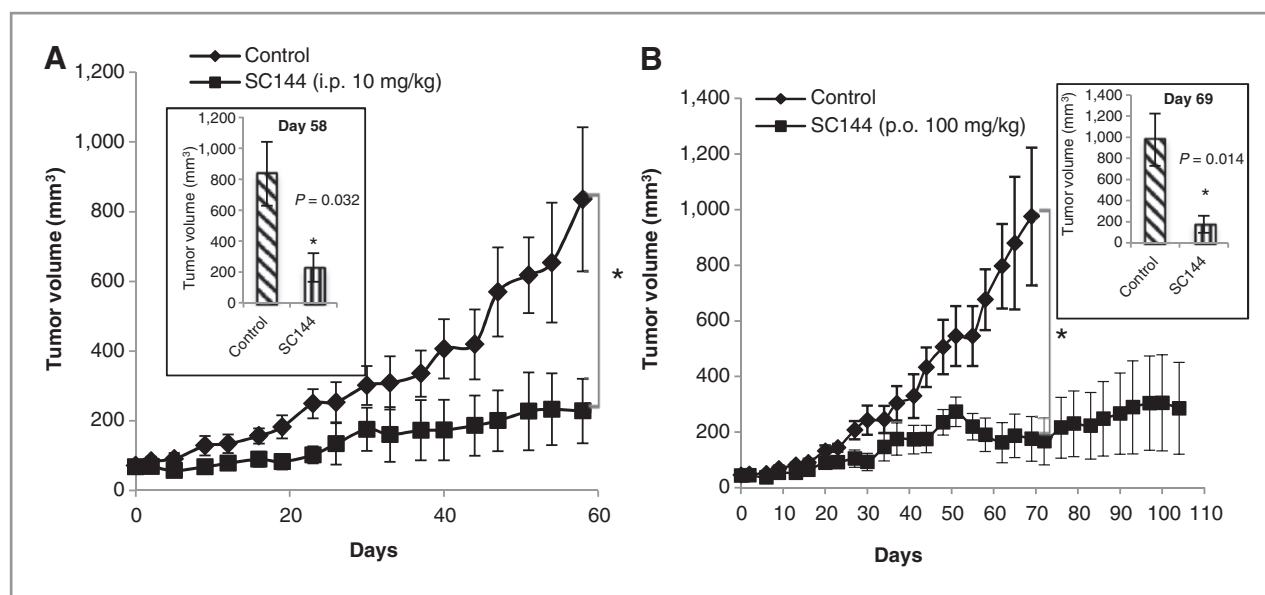 A
Control
SC144 (i.p. 10 mg/kg)
1,200
1,000
800
600
400
200
0
Tumor volume (mm³)
0 20 40 60
Days
*
Day 58
1,200
1,000
800
600
400
200
0
Tumor volume (mm³)
P = 0.032
*
Control
SC144
B
Control
SC144 (p.o. 100 mg/kg)
1,400
1,200
1,000
800
600
400
200
0
Tumor volume (mm³)
0 10 20 30 40 50 60 70 80 90 100 110
Days
*
Day 69
1,400
1,200
1,000
800
600
400
200
0
Tumor volume (mm³)
P = 0.014
*
Control
SC144